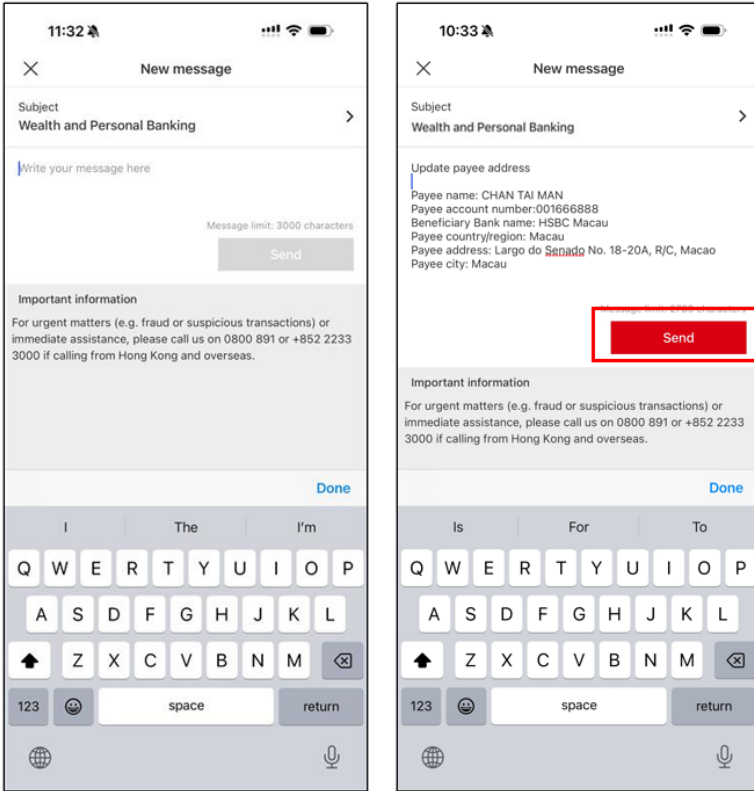 11:32
New message
Subject
Wealth and Personal Banking
Write your message here
Message limit: 3000 characters
Send
Important information
For urgent matters (e.g. fraud or suspicious transactions) or
immediate assistance, please call us on 0800 891 or +852 2233
3000 if calling from Hong Kong and overseas.
Done
I The I'm
Q W E R T Y U I O P
A S D F G H J K L
Z X C V B N M
123 space return
10:33
New message
Subject
Wealth and Personal Banking
Update payee address
Payee name: CHAN TAI MAN
Payee account number:001666888
Beneficiary Bank name: HSBC Macau
Payee country/region: Macau
Payee address: Largo do Senado No. 18-20A, R/C, Macao
Payee city: Macau
Message limit: characters
Send
Important information
For urgent matters (e.g. fraud or suspicious transactions) or
immediate assistance, please call us on 0800 891 or +852 2233
3000 if calling from Hong Kong and overseas.
Done
Is For To
Q W E R T Y U I O P
A S D F G H J K L
Z X C V B N M
123 space return